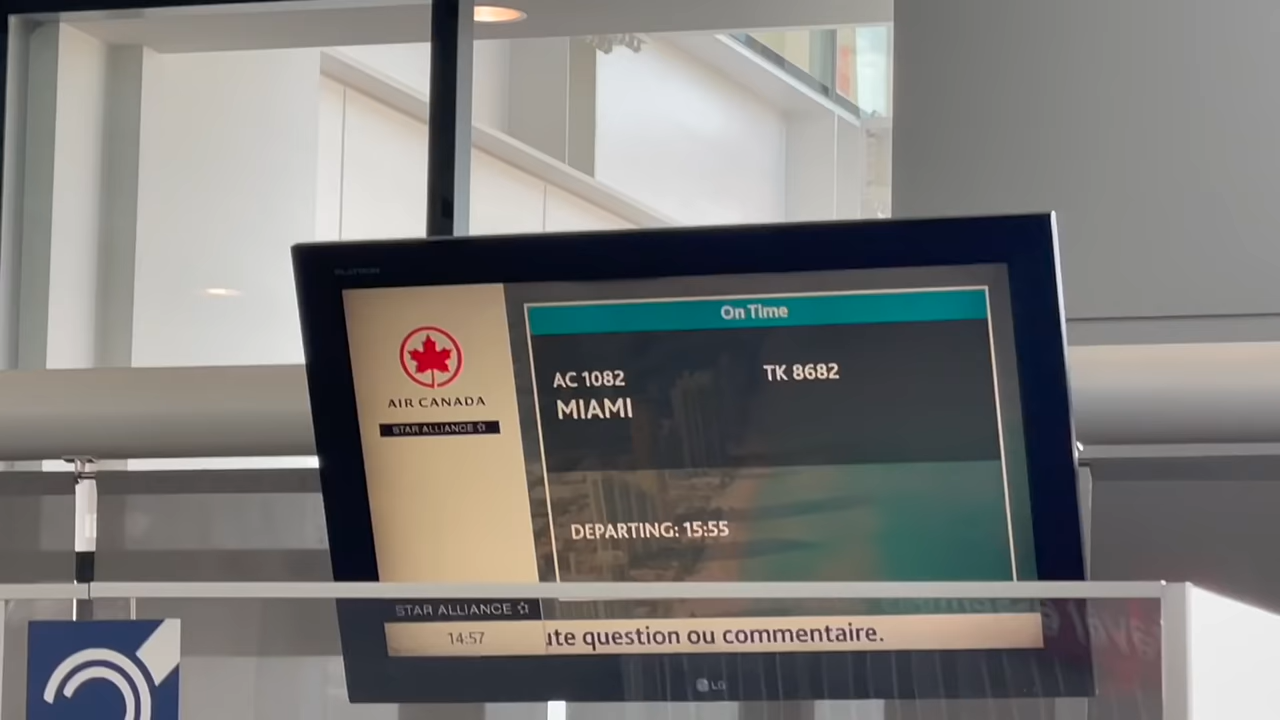 PLATINUM
On Time
AC 1082
TK 8682
MIAMI
AIR CANADA
STAR ALLIANCE
DEPARTING: 15:55
STAR ALLIANCE
14:57
ute question ou commentaire.
LG